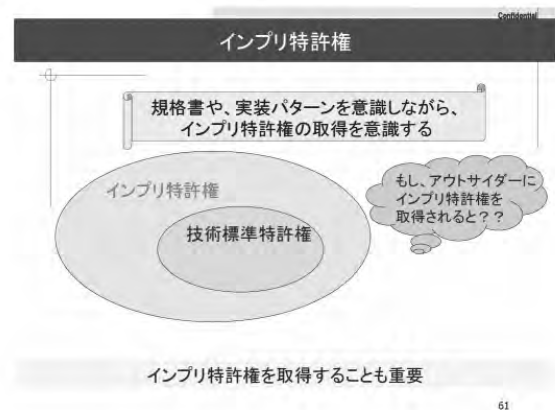 Confidential
インプリ特許権
規格書や、実装パターンを意識しながら、
インプリ特許権の取得を意識する
インプリ特許権
技術標準特許権
もし、アウトサイダーに
インプリ特許権を
取得されると？？
インプリ特許権を取得することも重要
61